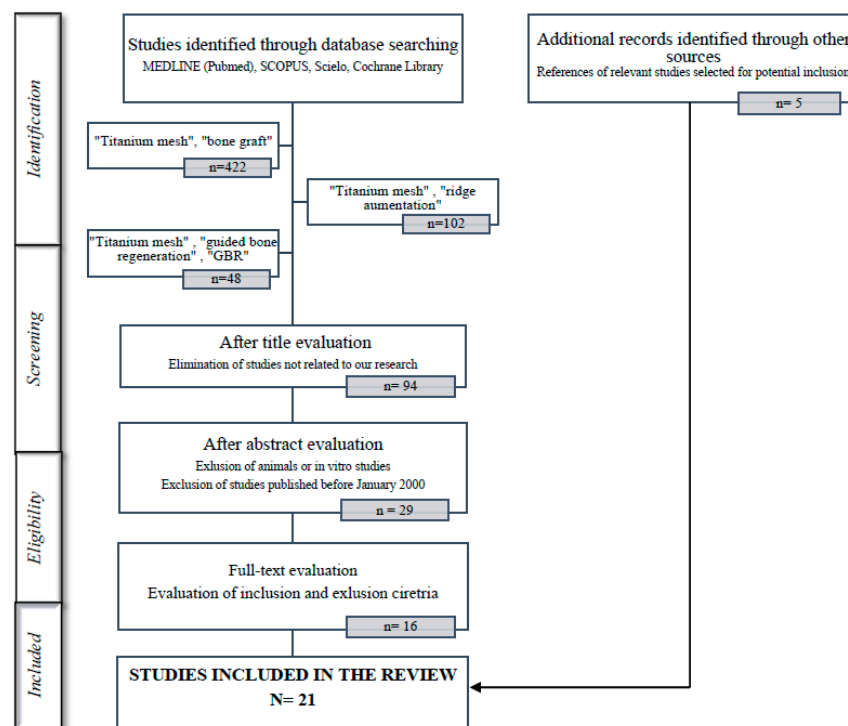 Identification
Screening
Eligibility
Included
Studies identified through database searching
MEDLINE (Pubmed), SCOPUS, Scielo, Cochrane Library
Additional records identified through other
sources
References of relevant studies selected for potential inclusion
n= 5
"Titanium mesh", "bone graft"
n=422
"Titanium mesh" , "ridge
aumentation"
n=102
"Titanium mesh" , "guided bone
regeneration" , "GBR"
n=48
After title evaluation
Elimination of studies not related to our research
n= 94
After abstract evaluation
Exlusion of animals or in vitro studies
Exclusion of studies published before January 2000
n = 29
Full-text evaluation
Evaluation of inclusion and exlusion ciretria
n= 16
STUDIES INCLUDED IN THE REVIEW
N= 21